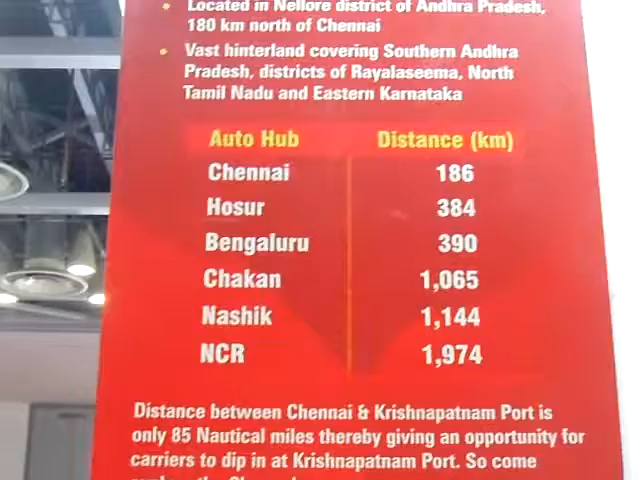 • Located in Nellore district of Andhra Pradesh,
180 km north of Chennai
• Vast hinterland covering Southern Andhra
Pradesh, districts of Rayalaseema, North
Tamil Nadu and Eastern Karnataka
Auto Hub Distance (km)
Chennai 186
Hosur 384
Bengaluru 390
Chakan 1,065
Nashik 1,144
NCR 1,974
Distance between Chennai & Krishnapatnam Port is
only 85 Nautical miles thereby giving an opportunity for
carriers to dip in at Krishnapatnam Port. So come